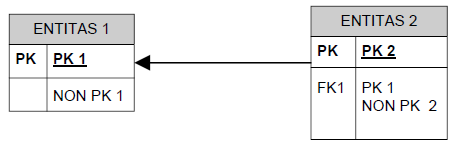 ENTITAS 1
PK PK 1
NON PK 1
ENTITAS 2
PK PK 2
FK1 PK 1
NON PK 2